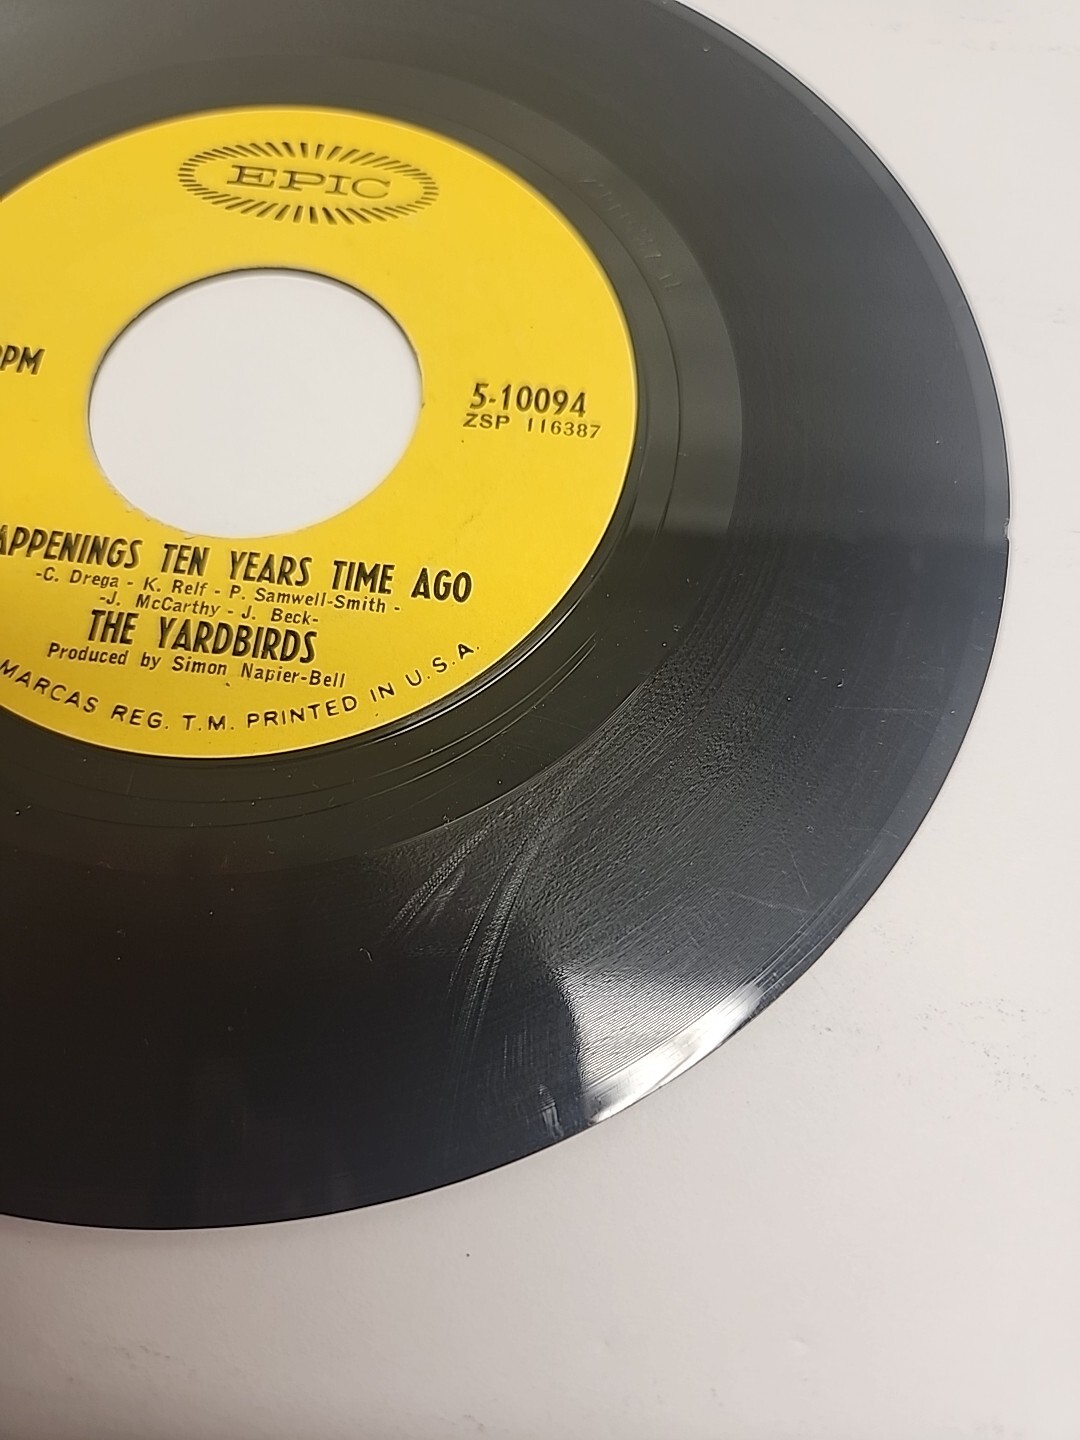 EPIC
RPM
5-10094
ZSP 116387
APPENINGS TEN YEARS TIME AGO
-C. Drega - K. Relf - P. Samwell-Smith -
-J. McCarthy - J. Beck-
THE YARDBIRDS
Produced by Simon Napier-Bell
MARCAS REG. T.M. PRINTED IN U.S.A.